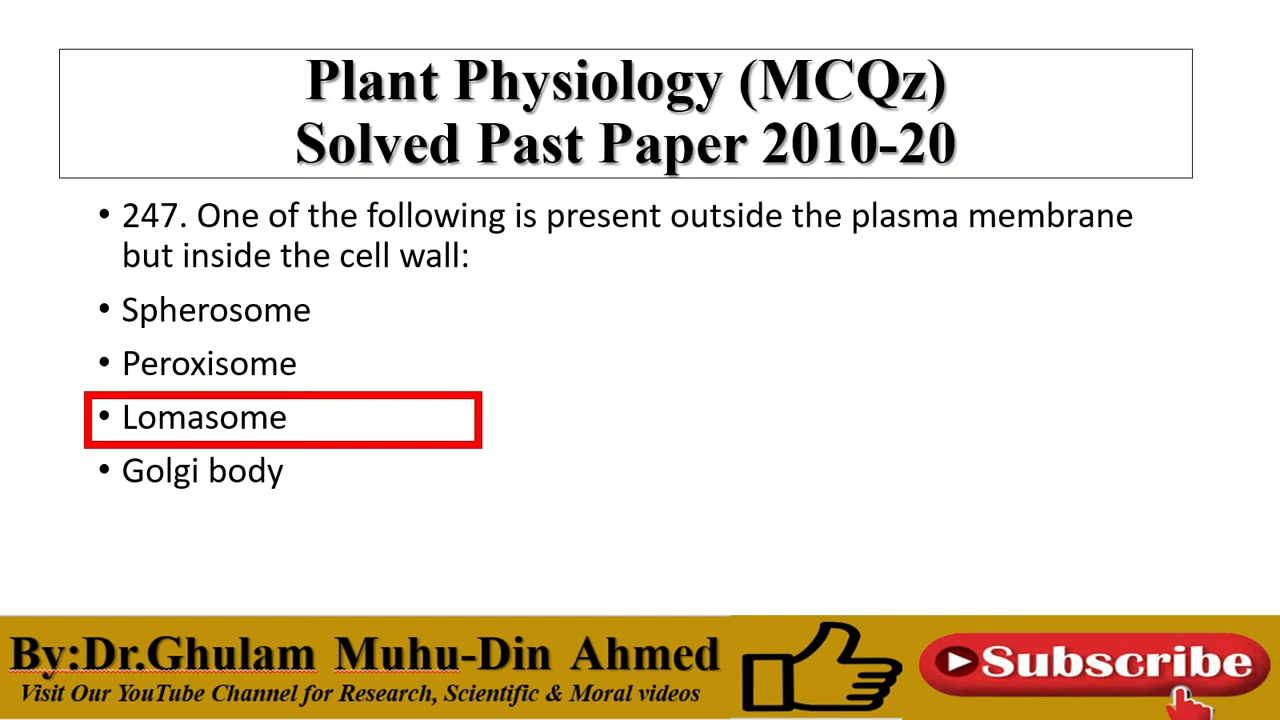 Plant Physiology (MCQz)
Solved Past Paper 2010-20
• 247. One of the following is present outside the plasma membrane
but inside the cell wall:
• Spherosome
• Peroxisome
• Lomasome
• Golgi body
By:Dr.Ghulam Muhu-Din Ahmed
Visit Our YouTube Channel for Research, Scientific & Moral videos
Subscribe